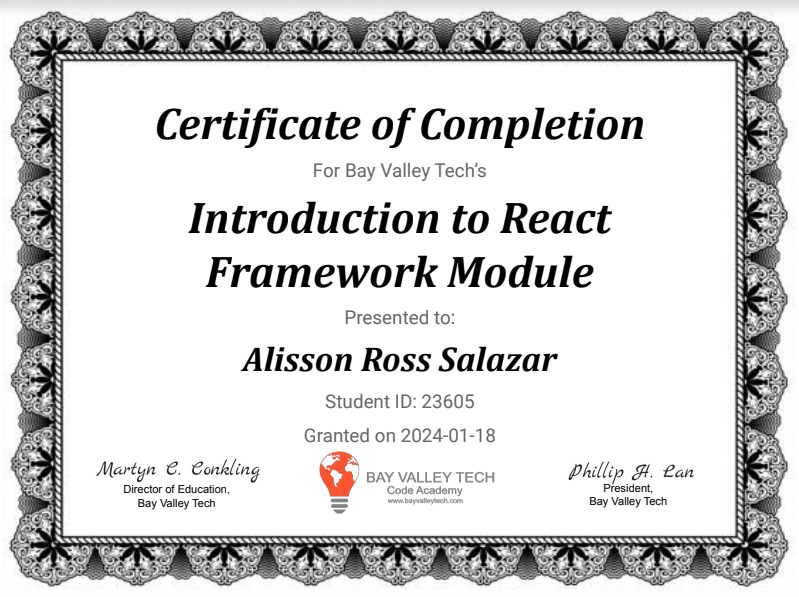 Certificate of Completion
For Bay Valley Tech’s
Introduction to React
Framework Module
Presented to:
Alisson Ross Salazar
Student ID: 23605
Granted on 2024-01-18
Martyn C. Conkling
Director of Education,
Bay Valley Tech
BAY VALLEY TECH
Code Academy
www.bayvalleytech.com
Phillip H. Lan
President,
Bay Valley Tech